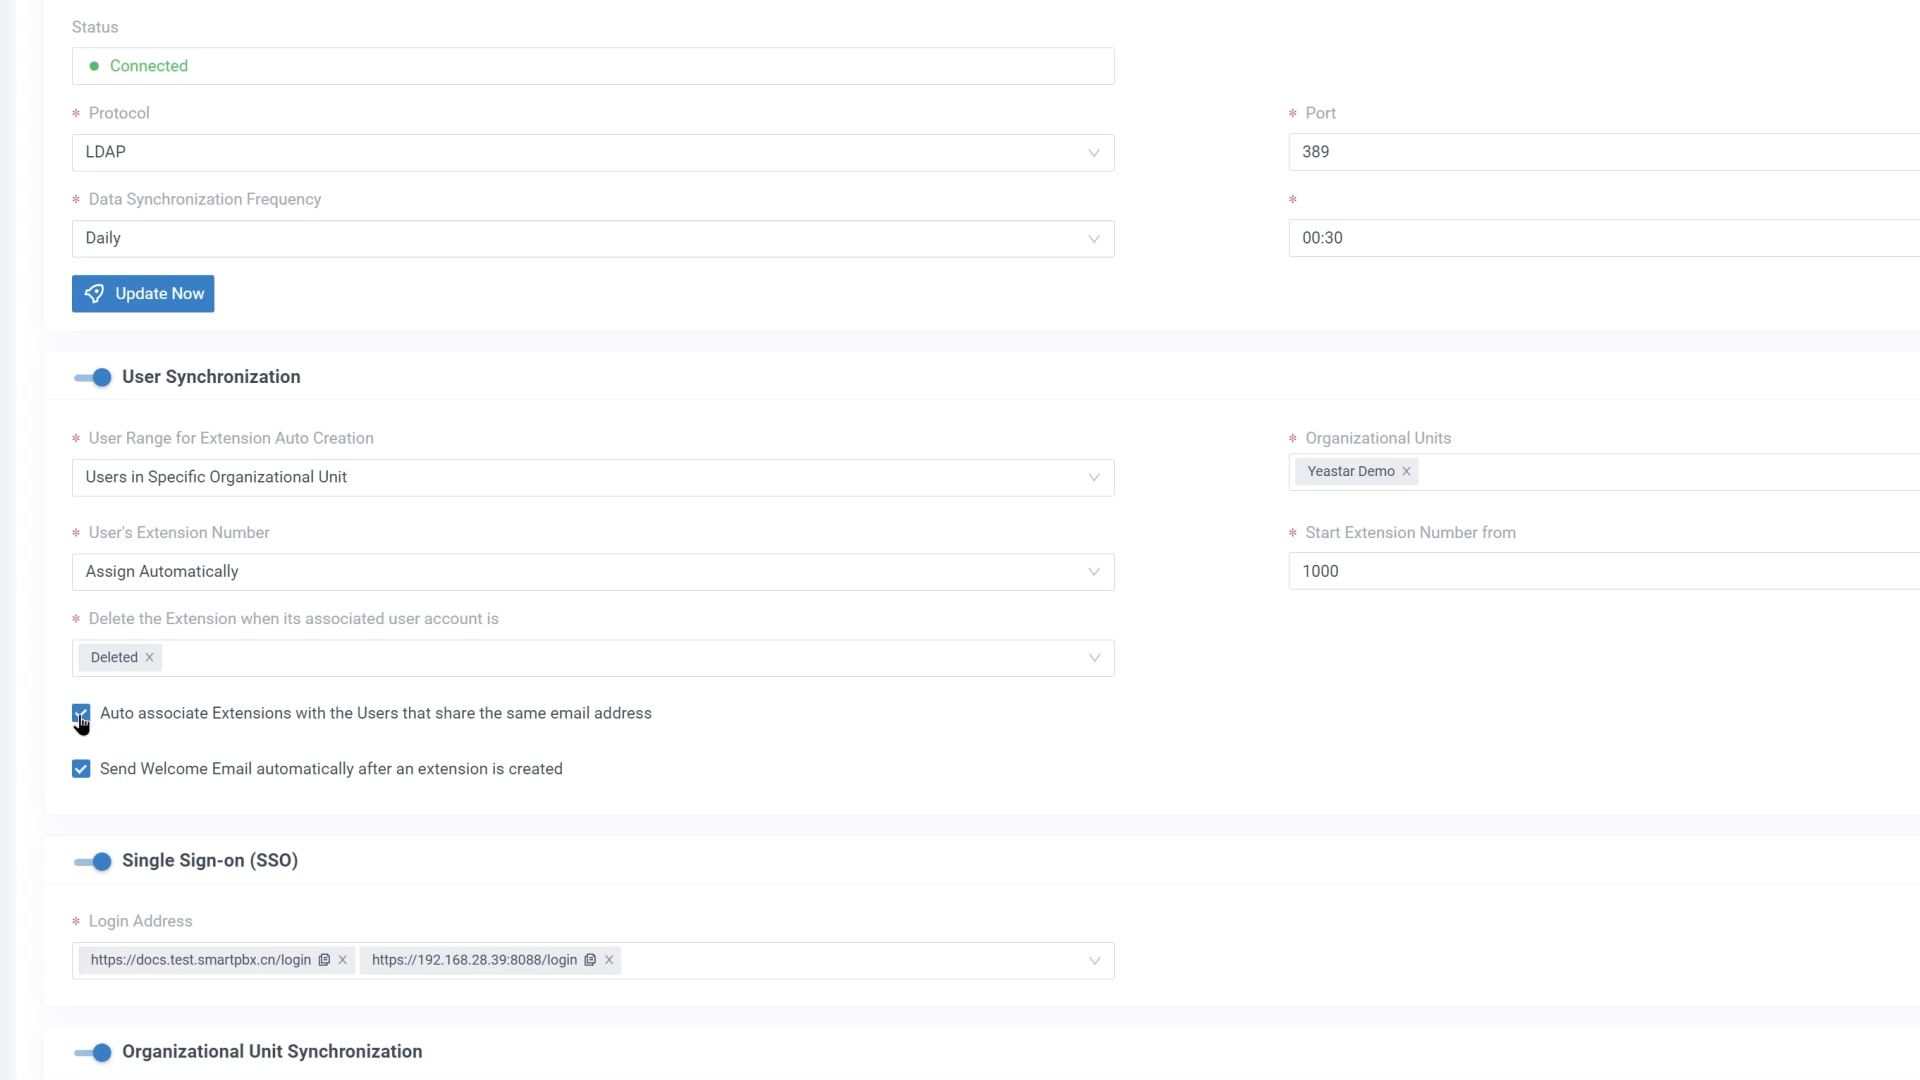 Status
Connected
* Protocol
* Port
LDAP
389
* Data Synchronization Frequency
*
Daily
00:30
Update Now
User Synchronization
* User Range for Extension Auto Creation
* Organizational Units
Users in Specific Organizational Unit
Yeastar Demo
* User's Extension Number
* Start Extension Number from
Assign Automatically
1000
* Delete the Extension when its associated user account is
Deleted
Auto associate Extensions with the Users that share the same email address
Send Welcome Email automatically after an extension is created
Single Sign-on (SSO)
* Login Address
https://docs.test.smartpbx.cn/login https://192.168.28.39:8088/login
Organizational Unit Synchronization